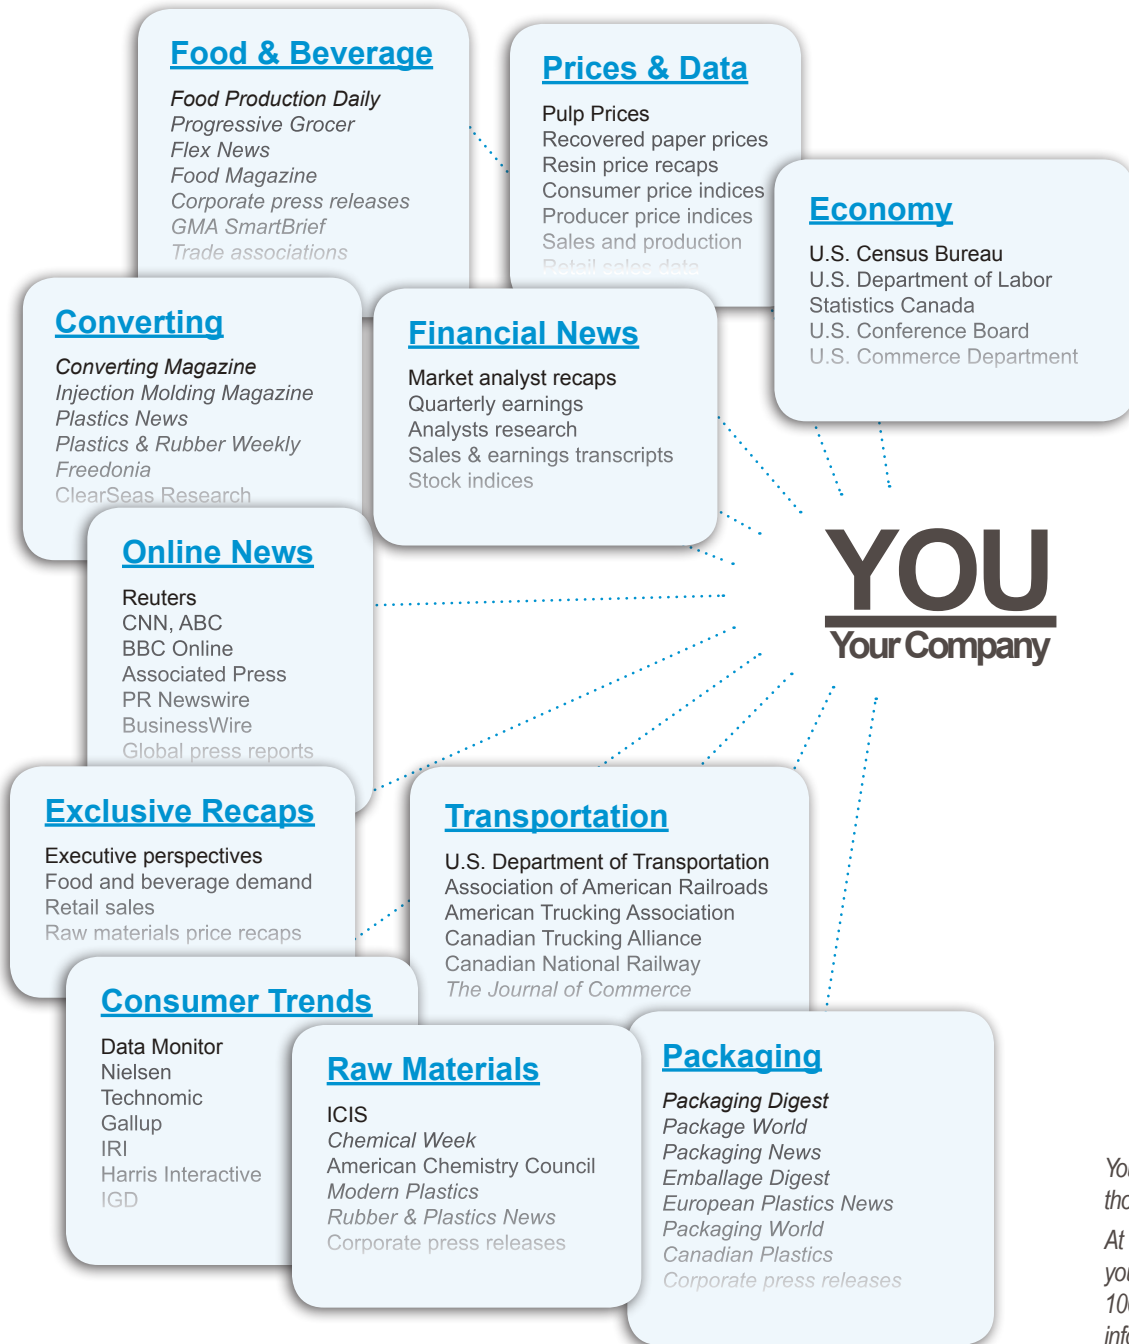 Food & Beverage
Food Production Daily
Progressive Grocer
Flex News
Food Magazine
Corporate press releases
GMA SmartBrief
Trade associations
Prices & Data
Pulp Prices
Recovered paper prices
Resin price recaps
Consumer price indices
Producer price indices
Sales and production
Retail sales data
Economy
U.S. Census Bureau
U.S. Department of Labor
Statistics Canada
U.S. Conference Board
U.S. Commerce Department
Converting
Converting Magazine
Injection Molding Magazine
Plastics News
Plastics & Rubber Weekly
Freedonia
ClearSeas Research
Financial News
Market analyst recaps
Quarterly earnings
Analysts research
Sales & earnings transcripts
Stock indices
YOU
Your Company
Online News
Reuters
CNN, ABC
BBC Online
Associated Press
PR Newswire
BusinessWire
Global press reports
Exclusive Recaps
Executive perspectives
Food and beverage demand
Retail sales
Raw materials price recaps
Transportation
U.S. Department of Transportation
Association of American Railroads
American Trucking Association
Canadian Trucking Alliance
Canadian National Railway
The Journal of Commerce
Consumer Trends
Data Monitor
Nielsen
Technomic
Gallup
IRI
Harris Interactive
IGD
Raw Materials
ICIS
Chemical Week
American Chemistry Council
Modern Plastics
Rubber & Plastics News
Corporate press releases
Packaging
Packaging Digest
Package World
Packaging News
Emballage Digest
European Plastics News
Packaging World
Canadian Plastics
Corporate press releases
At